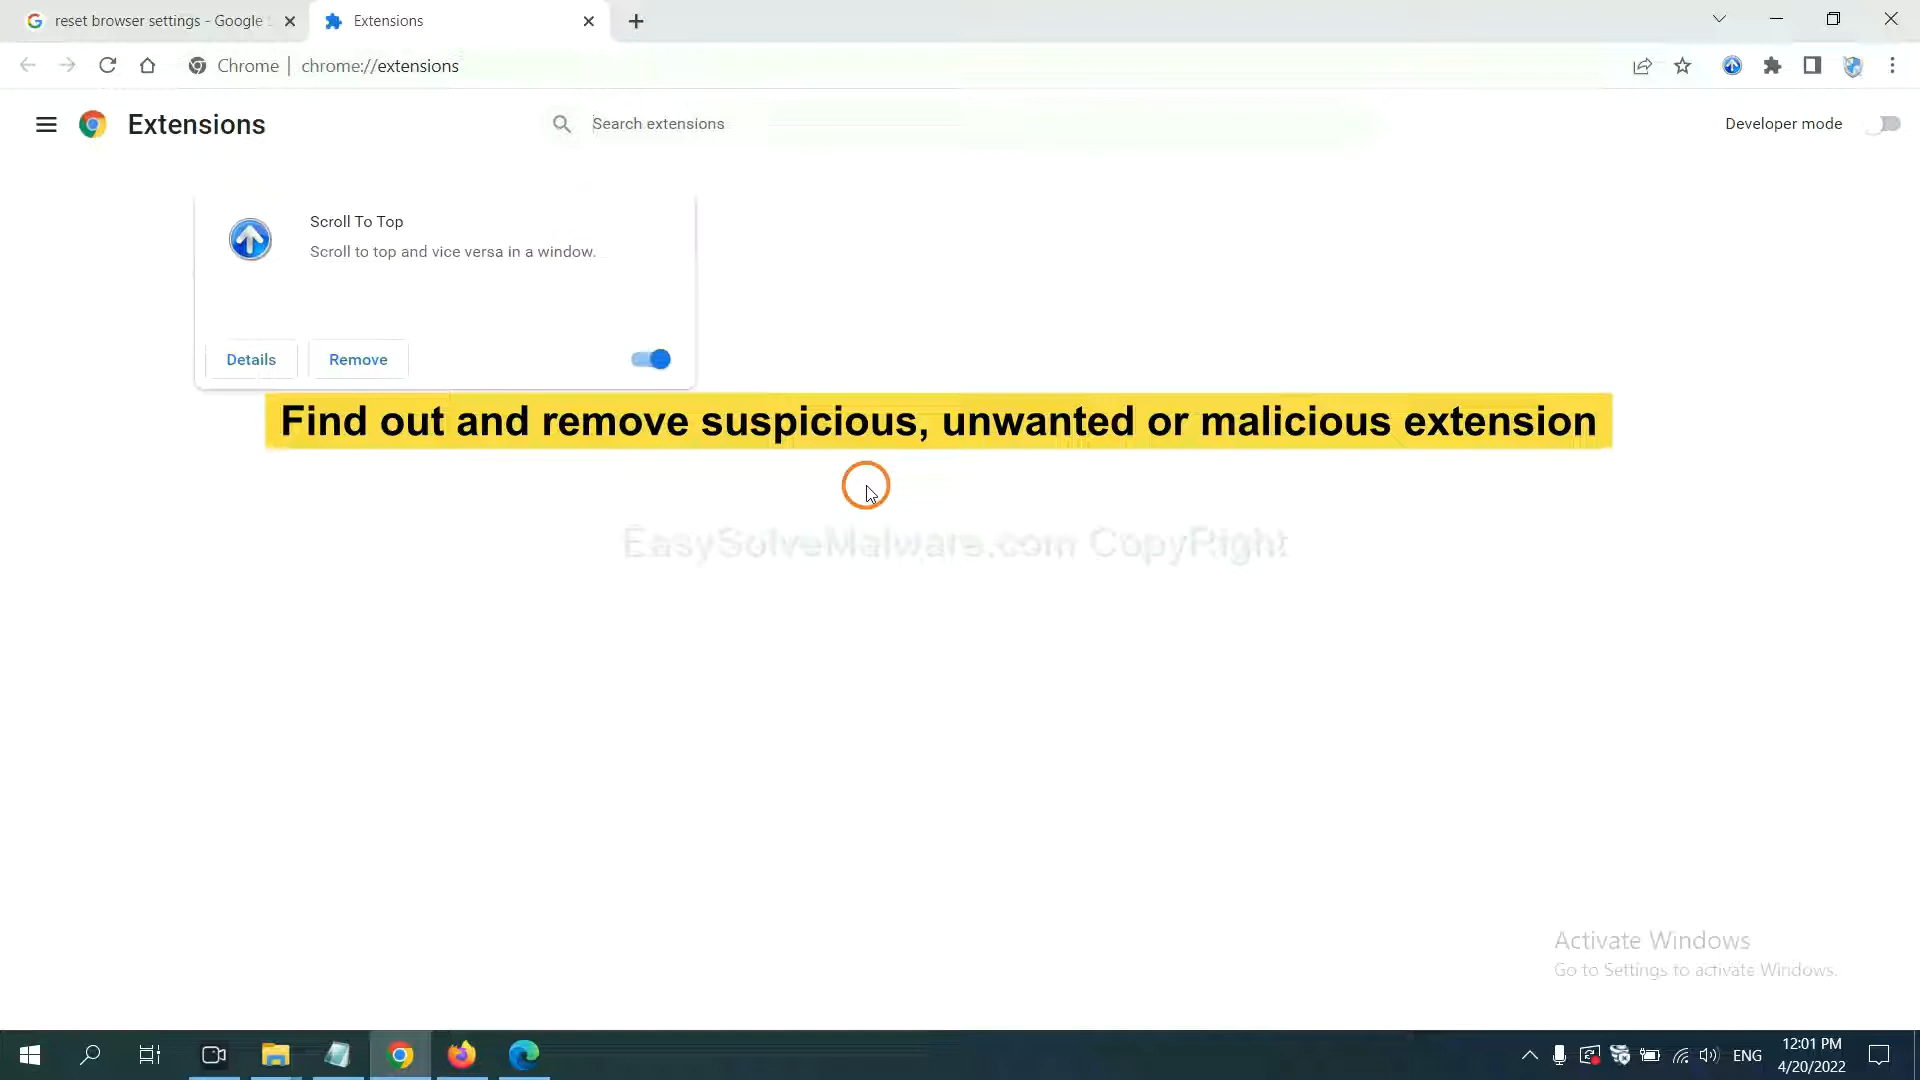 reset browser settings - Google
Extensions
Chrome | chrome://extensions
Extensions
Search extensions
Developer mode
Scroll To Top
Scroll to top and vice versa in a window.
Details
Remove
Find out and remove suspicious, unwanted or malicious extension
EasySolveMalware.com CopyRight
Activate Windows
Go to Settings to activate Windows.
ENG
12:01 PM
4/20/2022